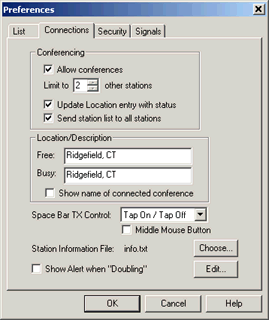 Preferences
List Connections Security Signals
Conferencing
Allow conferences
Limit to 2 other stations
Update Location entry with status
Send station list to all stations
Location/Description
Free: Ridgefield, CT
Busy: Ridgefield, CT
Show name of connected conference
Space Bar TX Control: Tap On / Tap Off
Middle Mouse Button
Station Information File: info.txt Choose...
Show Alert when "Doubling" Edit...
OK Cancel Help